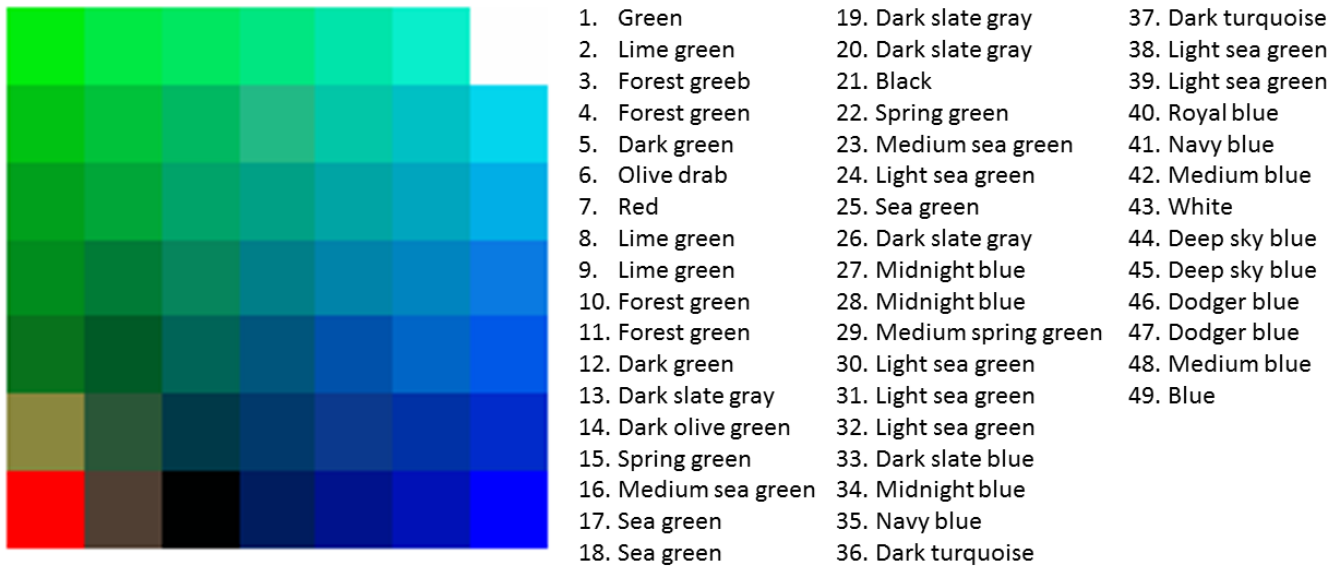 1. Green
2. Lime green
3. Forest greeb
4. Forest green
5. Dark green
6. Olive drab
7. Red
8. Lime green
9. Lime green
10. Forest green
11. Forest green
12. Dark green
13. Dark slate gray
14. Dark olive green
15. Spring green
16. Medium sea green
17. Sea green
18. Sea green
19. Dark slate gray
20. Dark slate gray
21. Black
22. Spring green
23. Medium sea green
24. Light sea green
25. Sea green
26. Dark slate gray
27. Midnight blue
28. Midnight blue
29. Medium spring green
30. Light sea green
31. Light sea green
32. Light sea green
33. Dark slate blue
34. Midnight blue
35. Navy blue
36. Dark turquoise
37. Dark turquoise
38. Light sea green
39. Light sea green
40. Royal blue
41. Navy blue
42. Medium blue
43. White
44. Deep sky blue
45. Deep sky blue
46. Dodger blue
47. Dodger blue
48. Medium blue
49. Blue